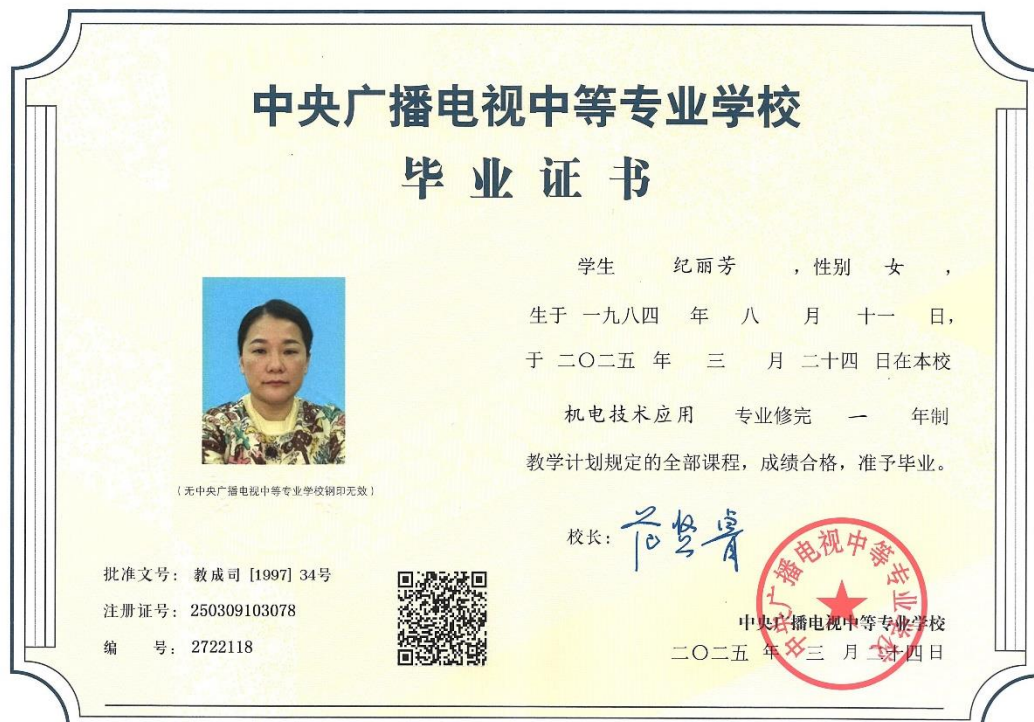 中央广播电视中等专业学校
毕业证书
学生 纪丽芳 ，性别 女 ，
生于 一九八四 年 八 月 十一 日，
于 二〇二五 年 三 月 二十四 日在本校
机电技术应用 专业修完 一 年制
教学计划规定的全部课程，成绩合格，准予毕业。
（无中央广播电视中等专业学校钢印无效）
校长：
批准文号： 教成司 [1997] 34号
注册证号： 250309103078
编 号： 2722118
中央广播电视中等专业学校
中央广播电视中等专业学校
二〇二五 年 三 月 二十四日